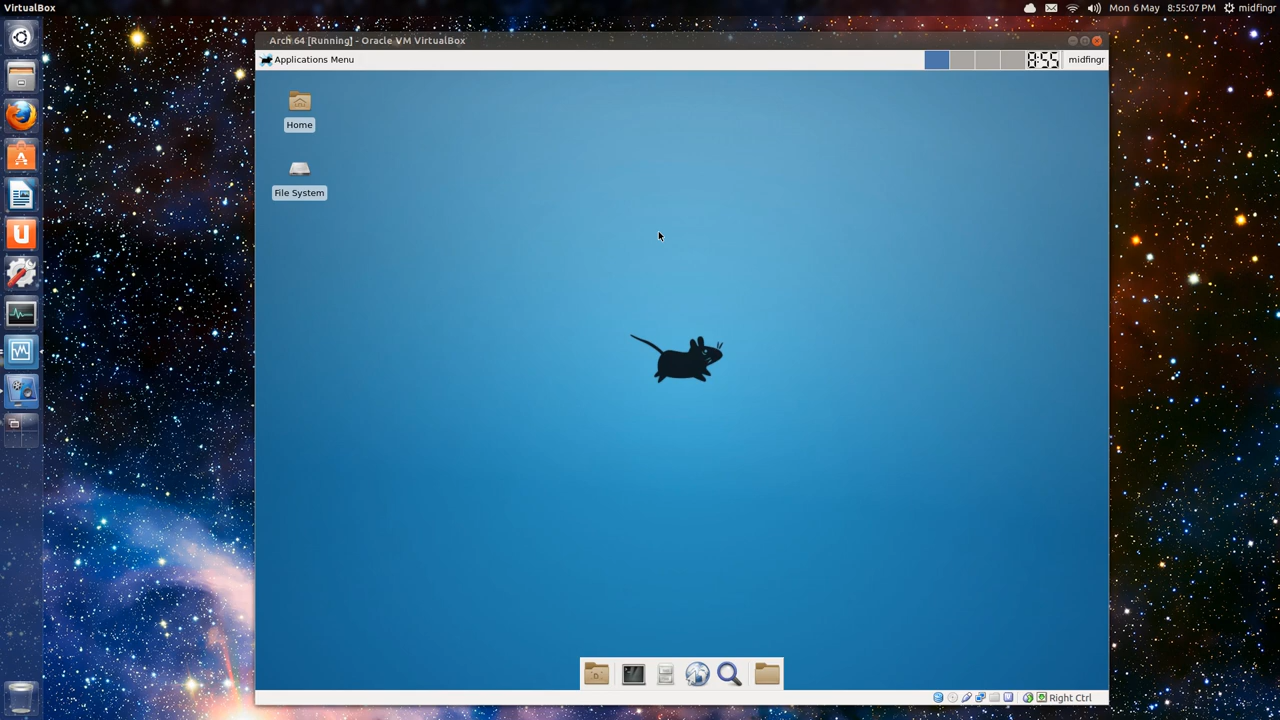 VirtualBox
Mon 6 May
8:55:07 PM
midfingr
Arch 64 [Running] - Oracle VM VirtualBox
Applications Menu
8:55
midfingr
Home
File System
Right Ctrl